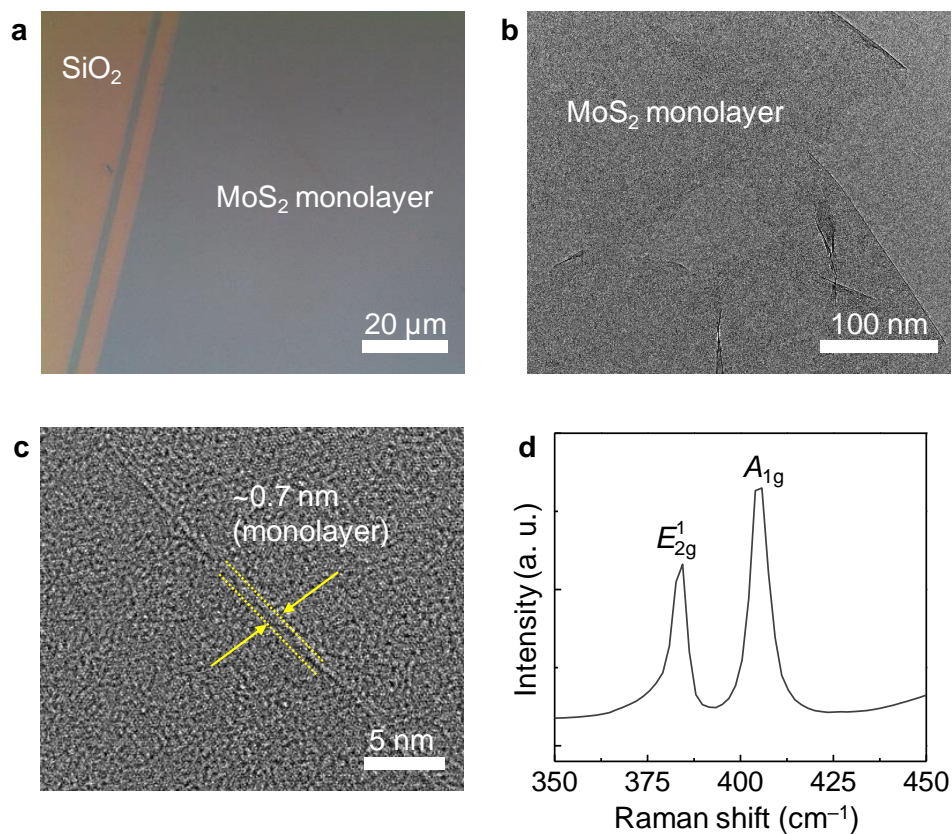 a
SiO₂
MoS₂ monolayer
20 μm
b
MoS₂ monolayer
100 nm
c
~0.7 nm
(monolayer)
5 nm
d
E¹₂g
A₁g
Intensity (a. u.)
350 375 400 425 450
Raman shift (cm⁻¹)